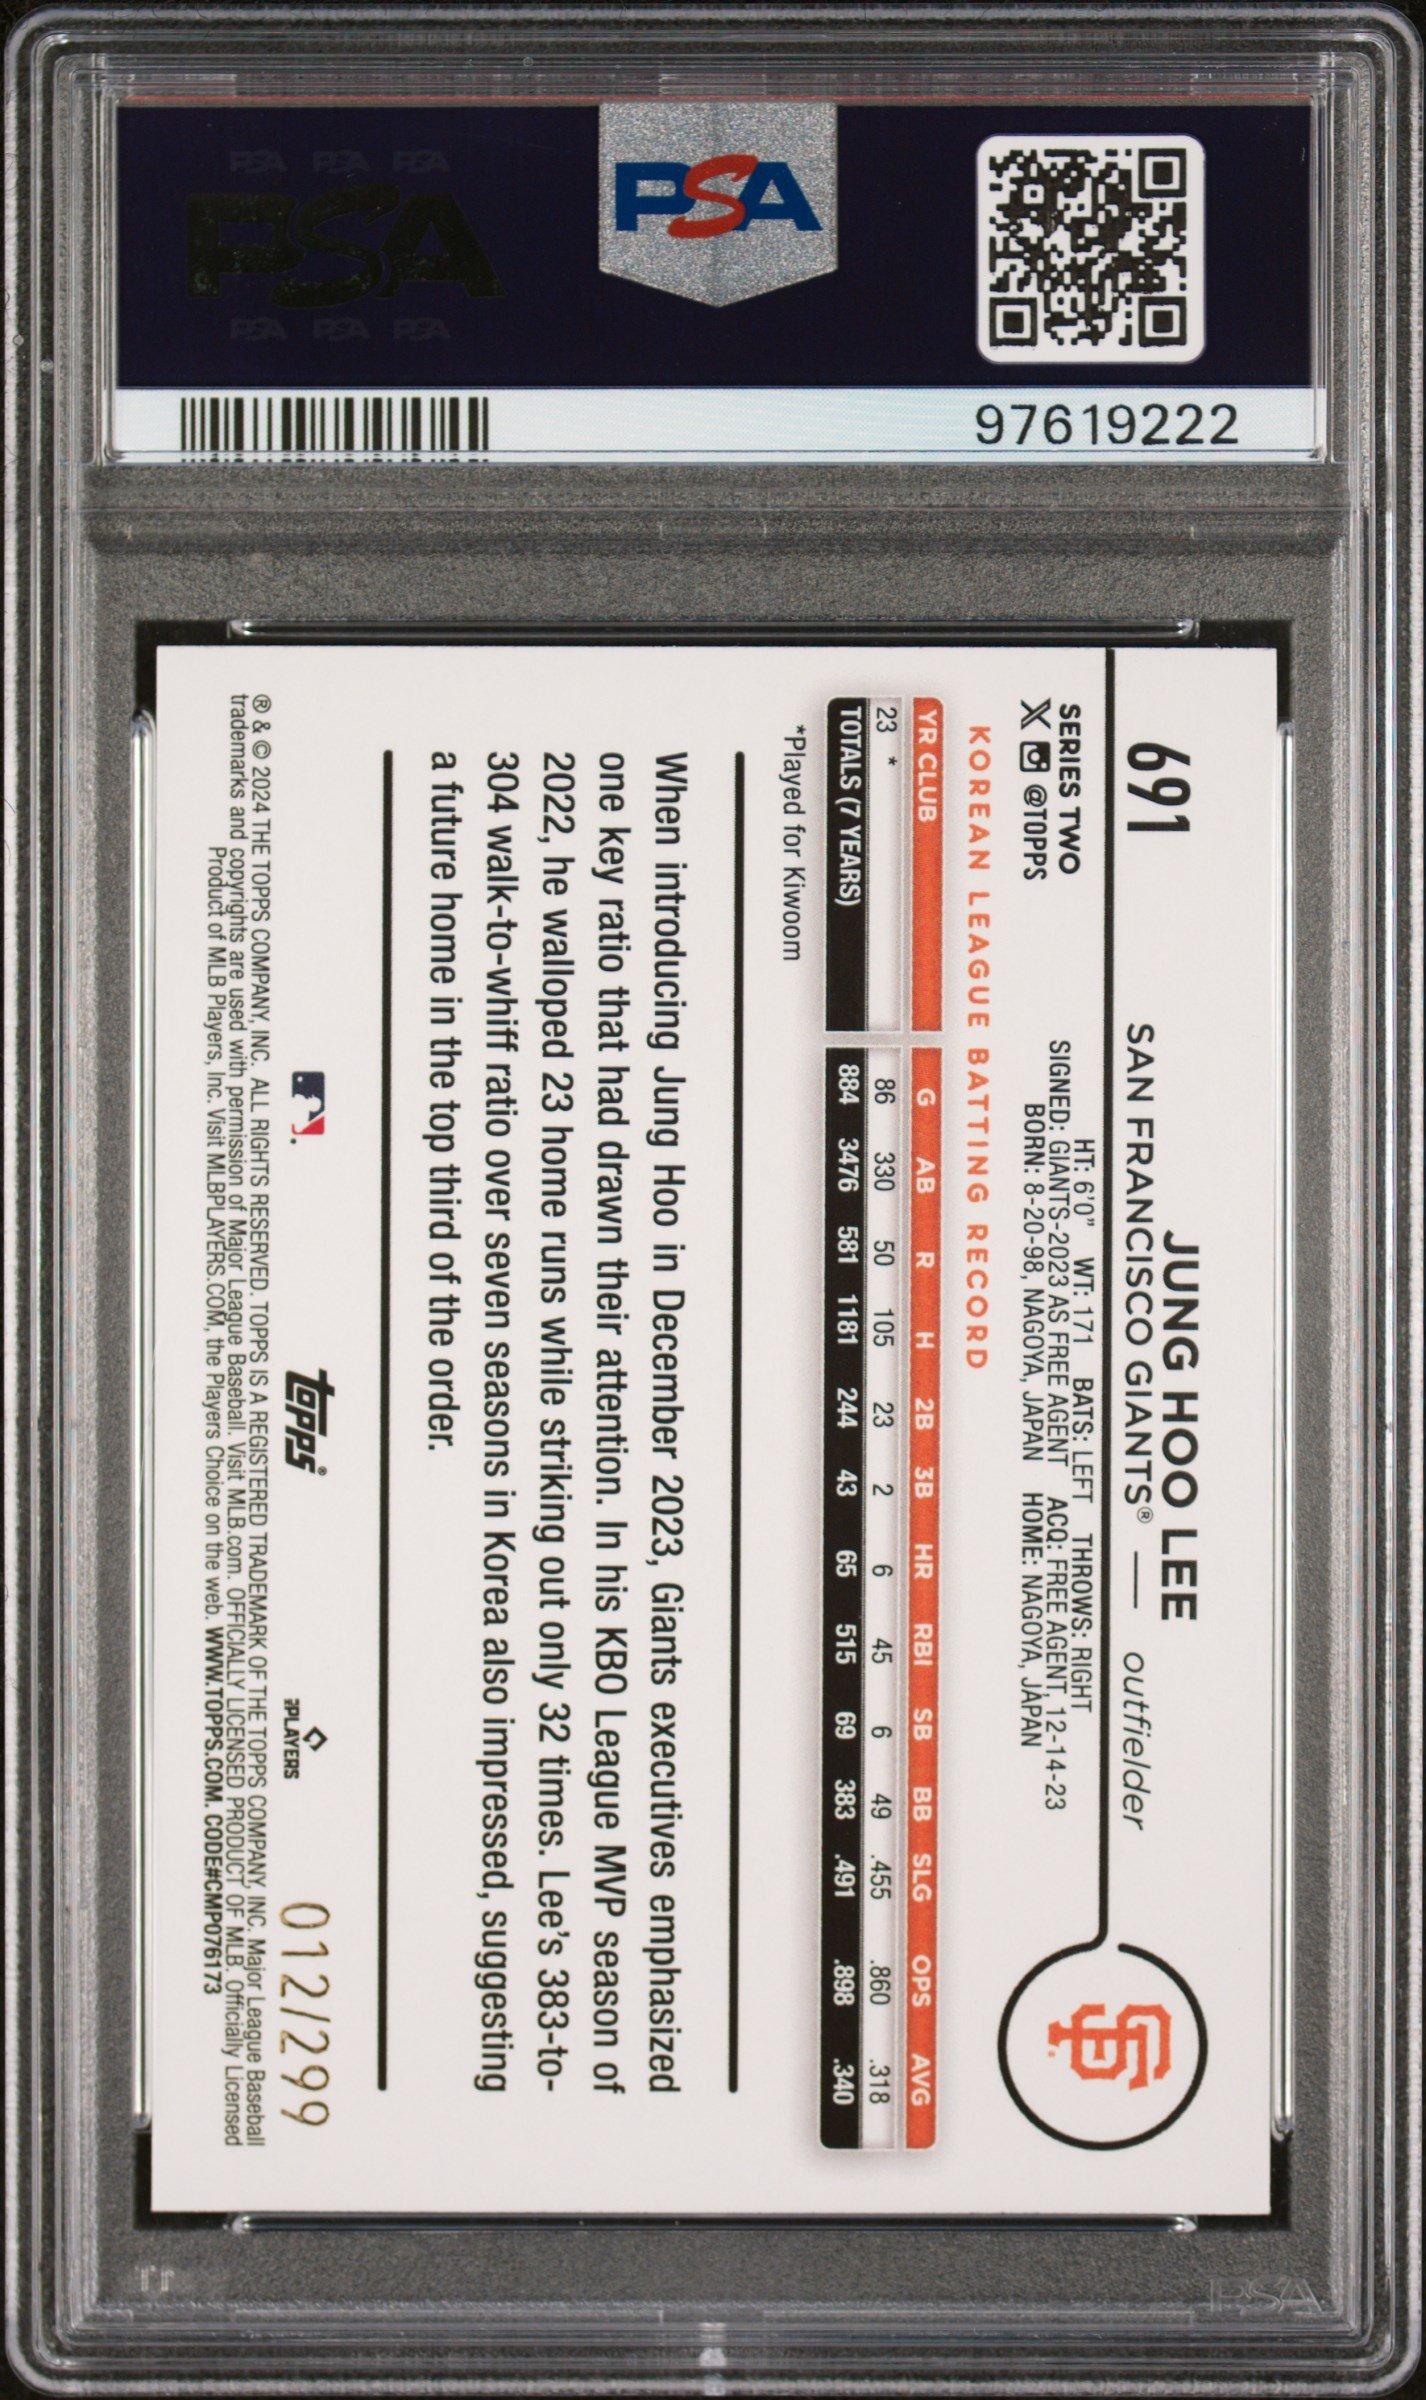 PSA PSA PSA
PSA
PSA PSA PSA
PSA
97619222
691
JUNG HOO LEE
SAN FRANCISCO GIANTS® — outfielder
SERIES TWO
@TOPPS
HT: 6'0" WT: 171 BATS: LEFT THROWS: RIGHT
SIGNED: GIANTS-2023 AS FREE AGENT ACQ: FREE AGENT, 12-14-23
BORN: 8-20-98, NAGOYA, JAPAN HOME: NAGOYA, JAPAN
SF
KOREAN LEAGUE BATTING RECORD
YR CLUB G AB R H 2B 3B HR RBI SB BB SLG OPS AVG
23 * 86 330 50 105 23 2 6 45 6 49 .455 .860 .318
TOTALS (7 YEARS) 884 3476 581 1181 244 43 65 515 69 383 .491 .898 .340
*Played for Kiwoom
When introducing Jung Hoo in December 2023, Giants executives emphasized
one key ratio that had drawn their attention. In his KBO League MVP season of
2022, he walloped 23 home runs while striking out only 32 times. Lee's 383-to-
304 walk-to-whiff ratio over seven seasons in Korea also impressed, suggesting
a future home in the top third of the order.
topps®
PLAYERS
012/299
® & © 2024 THE TOPPS COMPANY, INC. ALL RIGHTS RESERVED. TOPPS IS A REGISTERED TRADEMARK OF THE TOPPS COMPANY, INC. Major League Baseball
trademarks and copyrights are used with permission of Major League Baseball. Visit MLB.com. OFFICIALLY LICENSED PRODUCT OF MLB. Officially Licensed
Product of MLB Players, Inc. Visit MLBPLAYERS.COM, the Players Choice on the web. WWW.TOPPS.COM. CODE#CMP076173
PSA